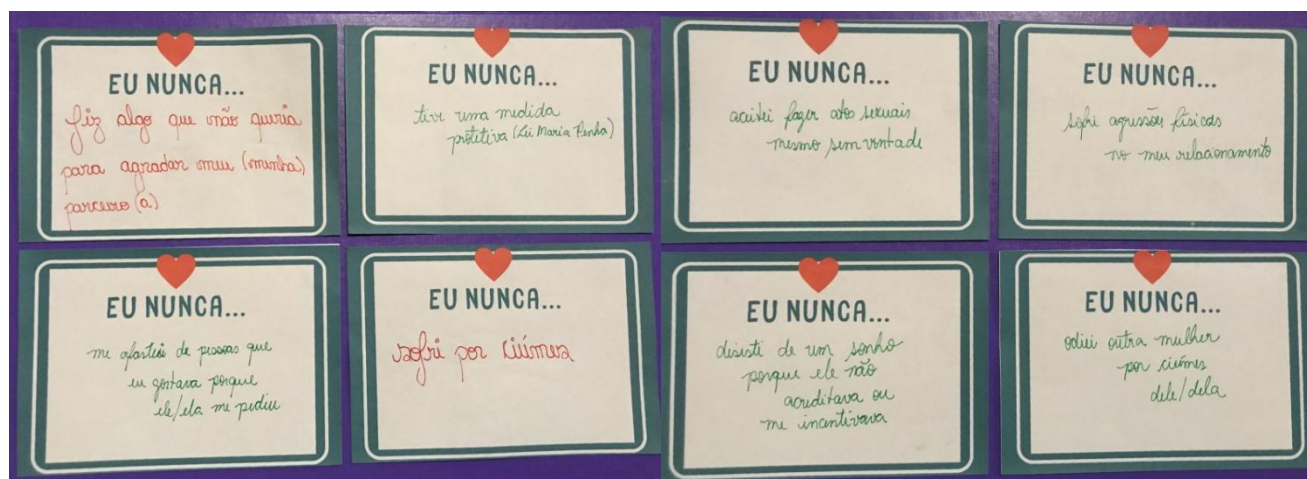 EU NUNCA...
fiz algo que não queria
para agradar meu (minha)
parceiro (a)
EU NUNCA...
tive uma medida
protetiva (Lei Maria Penha)
EU NUNCA...
aceitei fazer atos sexuais
mesmo sem vontade
EU NUNCA...
sofri agressões físicas
no meu relacionamento
EU NUNCA...
me afastei de pessoas que
eu gostava porque
ele/ela me pediu
EU NUNCA...
sofri por ciúmes
EU NUNCA...
disisti de um sonho
porque ele não
acreditava ou
me incentivava
EU NUNCA...
odiei outra mulher
por ciúmes
dele/dela